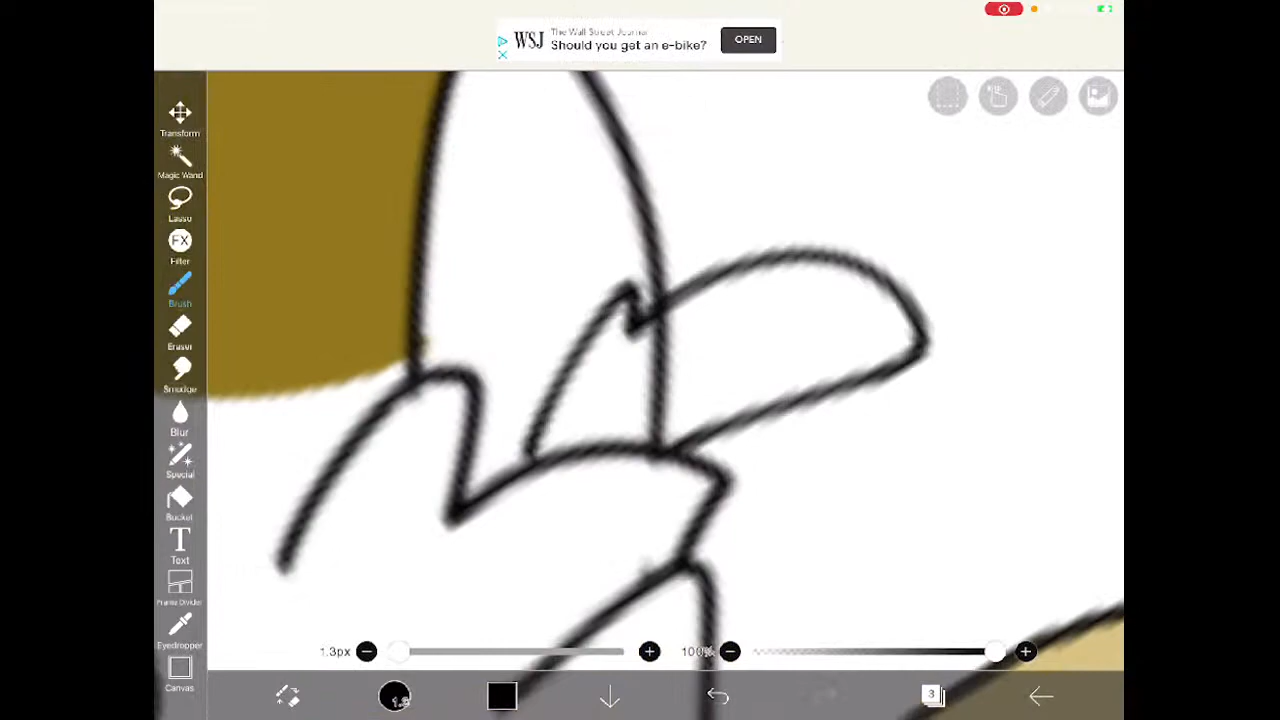 The Wall Street Journal
WSJ
Should you get an e-bike?
OPEN
Transform
Magic Wand
Lasso
FX
Filter
Brush
Eraser
Smudge
Blur
Special
Bucket
T
Text
Frame Divider
Eyedropper
Canvas
1.3px
100%
3